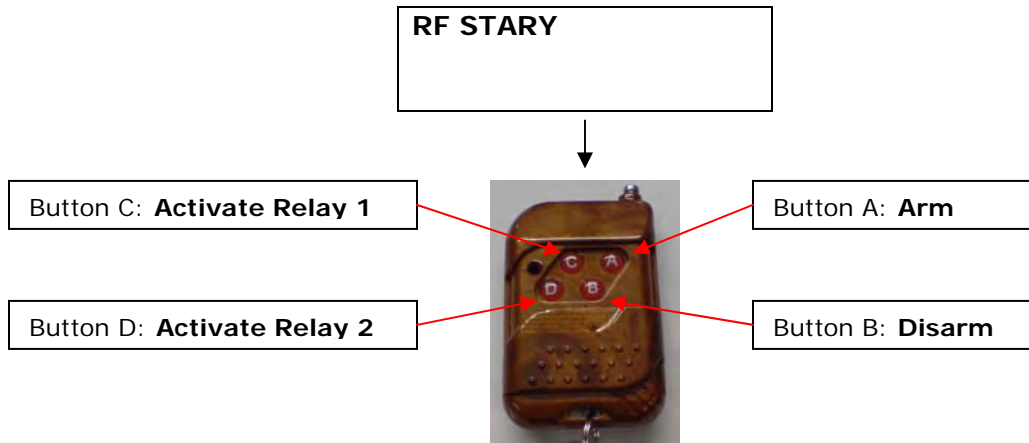 RF STARY
Button C: Activate Relay 1
Button A: Arm
C A
D B
Button D: Activate Relay 2
Button B: Disarm